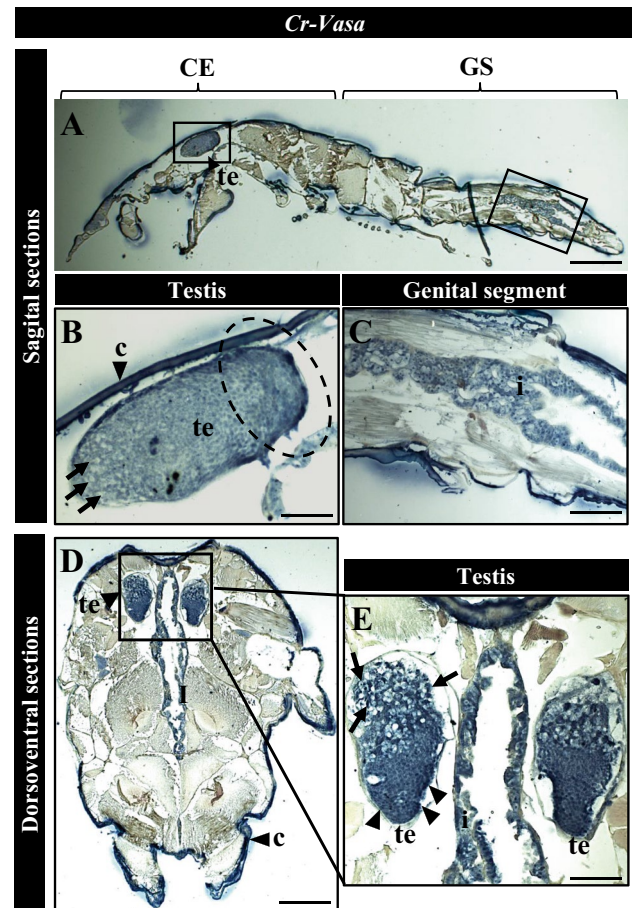 Cr-Vasa
Sagital sections
CE
GS
A
te
Testis
Genital segment
B
c
te
C
i
Dorsoventral sections
D
te
I
c
Testis
E
te
i
te